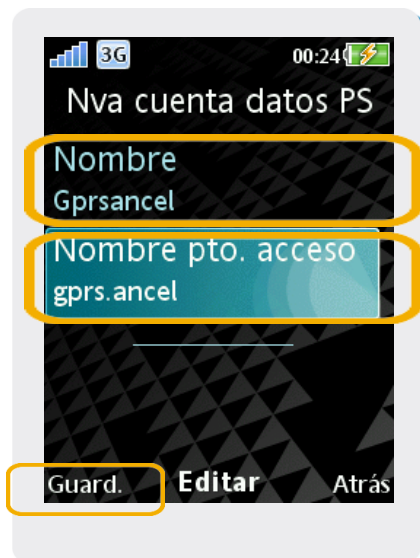 3G 00:24
Nva cuenta datos PS
Nombre
Gprsancel
Nombre pto. acceso
gprs.ancel
Guard. Editar Atrás